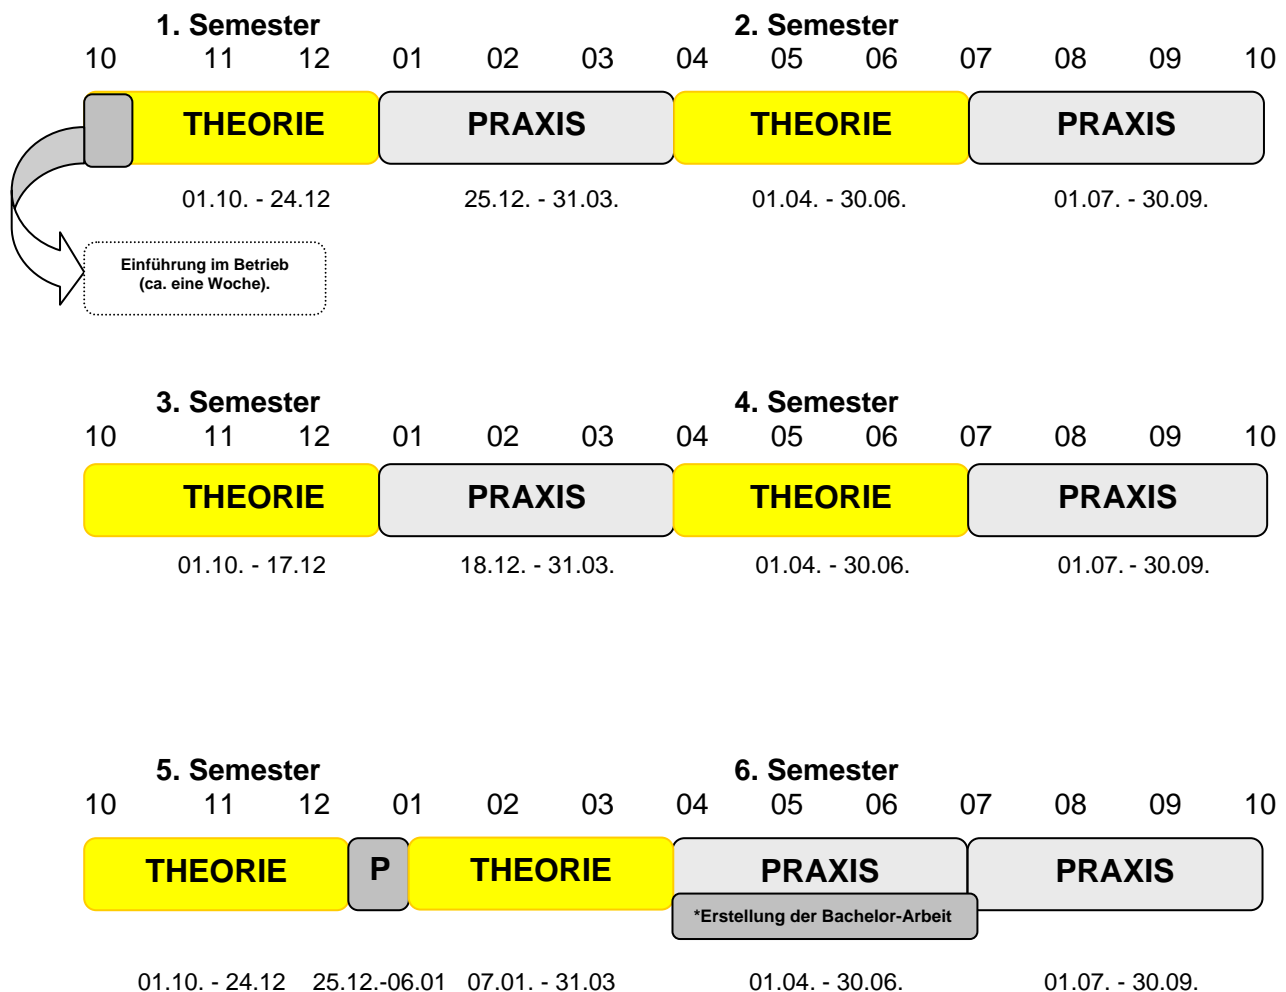 1. Semester 2. Semester
10 11 12 01 02 03 04 05 06 07 08 09 10
THEORIE PRAXIS THEORIE PRAXIS
01.10. - 24.12 25.12. - 31.03. 01.04. - 30.06. 01.07. - 30.09.
Einführung im Betrieb
(ca. eine Woche).
3. Semester 4. Semester
10 11 12 01 02 03 04 05 06 07 08 09 10
THEORIE PRAXIS THEORIE PRAXIS
01.10. - 17.12 18.12. - 31.03. 01.04. - 30.06. 01.07. - 30.09.
5. Semester 6. Semester
10 11 12 01 02 03 04 05 06 07 08 09 10
THEORIE P THEORIE PRAXIS PRAXIS
*Erstellung der Bachelor-Arbeit
01.10. - 24.12 25.12.-06.01 07.01. - 31.03 01.04. - 30.06. 01.07. - 30.09.